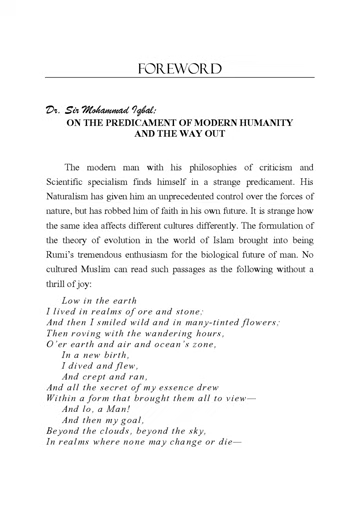 FOREWORD
Dr. Sir Mohammad Iqbal:
ON THE PREDICAMENT OF MODERN HUMANITY
AND THE WAY OUT
The modern man with his philosophies of criticism and
Scientific specialism finds himself in a strange predicament. His
Naturalism has given him an unprecedented control over the forces of
nature, but has robbed him of faith in his own future. It is strange how
the same idea affects different cultures differently. The formulation of
the theory of evolution in the world of Islam brought into being
Rumi's tremendous enthusiasm for the biological future of man. No
cultured Muslim can read such passages as the following without a
thrill of joy:
Low in the earth
I lived in realms of ore and stone;
And then I smiled wild and in many-tinted flowers;
Then roving with the wandering hours,
O'er earth and air and ocean's zone,
In a new birth,
I dived and flew,
And crept and ran,
And all the secret of my essence drew
Within a form that brought them all to view—
And lo, a Man!
And then my goal,
Beyond the clouds, beyond the sky,
In realms where none may change or die—